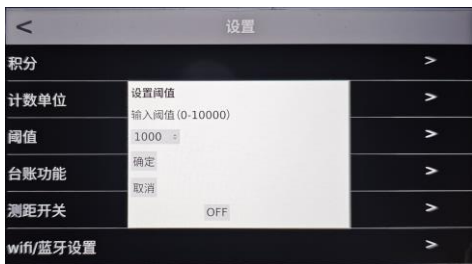 <
设置
积分 >
计数单位 >
阈值 >
台账功能 >
测距开关 >
wifi/蓝牙设置 >
设置阈值
输入阈值(0-10000)
1000
确定
取消
OFF